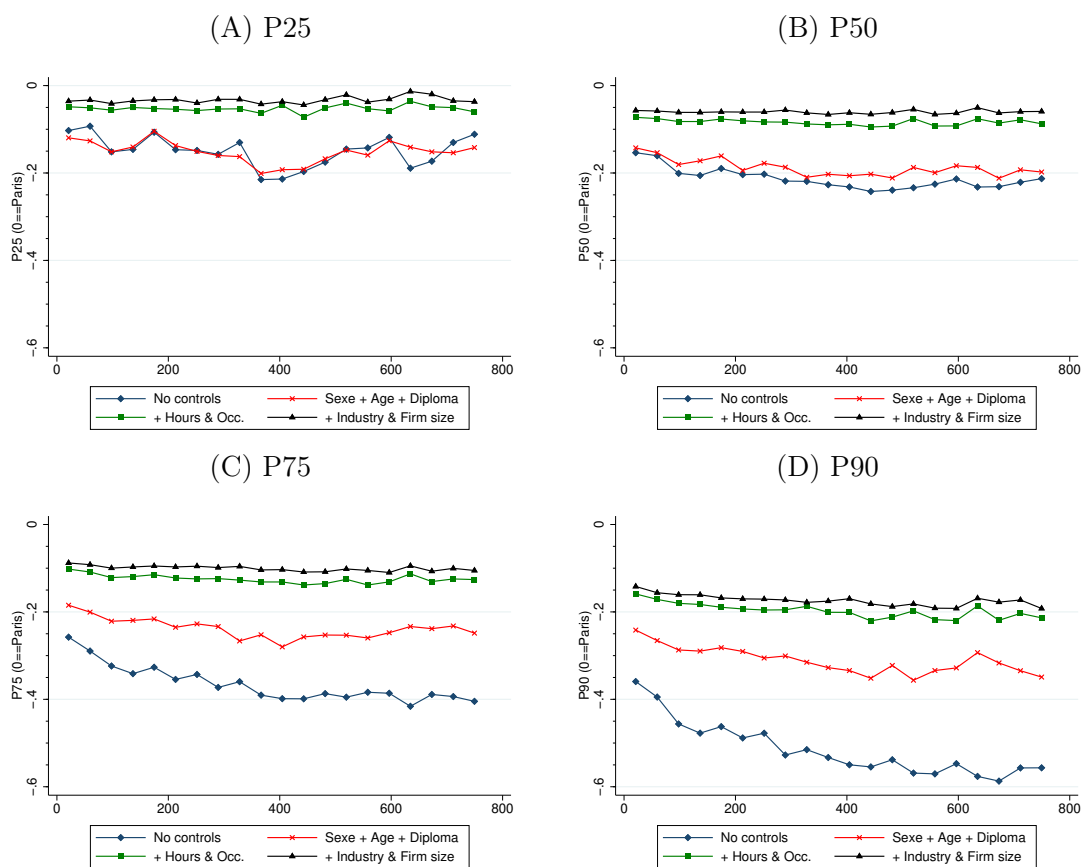 (A) P25
P25 (0==Paris)
0
-.2
-.4
-.6
0 200 400 600 800
No controls Sexe + Age + Diploma
+ Hours & Occ. + Industry & Firm size
(B) P50
P50 (0==Paris)
0
-.2
-.4
-.6
0 200 400 600 800
No controls Sexe + Age + Diploma
+ Hours & Occ. + Industry & Firm size
(C) P75
P75 (0==Paris)
0
-.2
-.4
-.6
0 200 400 600 800
No controls Sexe + Age + Diploma
+ Hours & Occ. + Industry & Firm size
(D) P90
P90 (0==Paris)
0
-.2
-.4
-.6
0 200 400 600 800
No controls Sexe + Age + Diploma
+ Hours & Occ. + Industry & Firm size